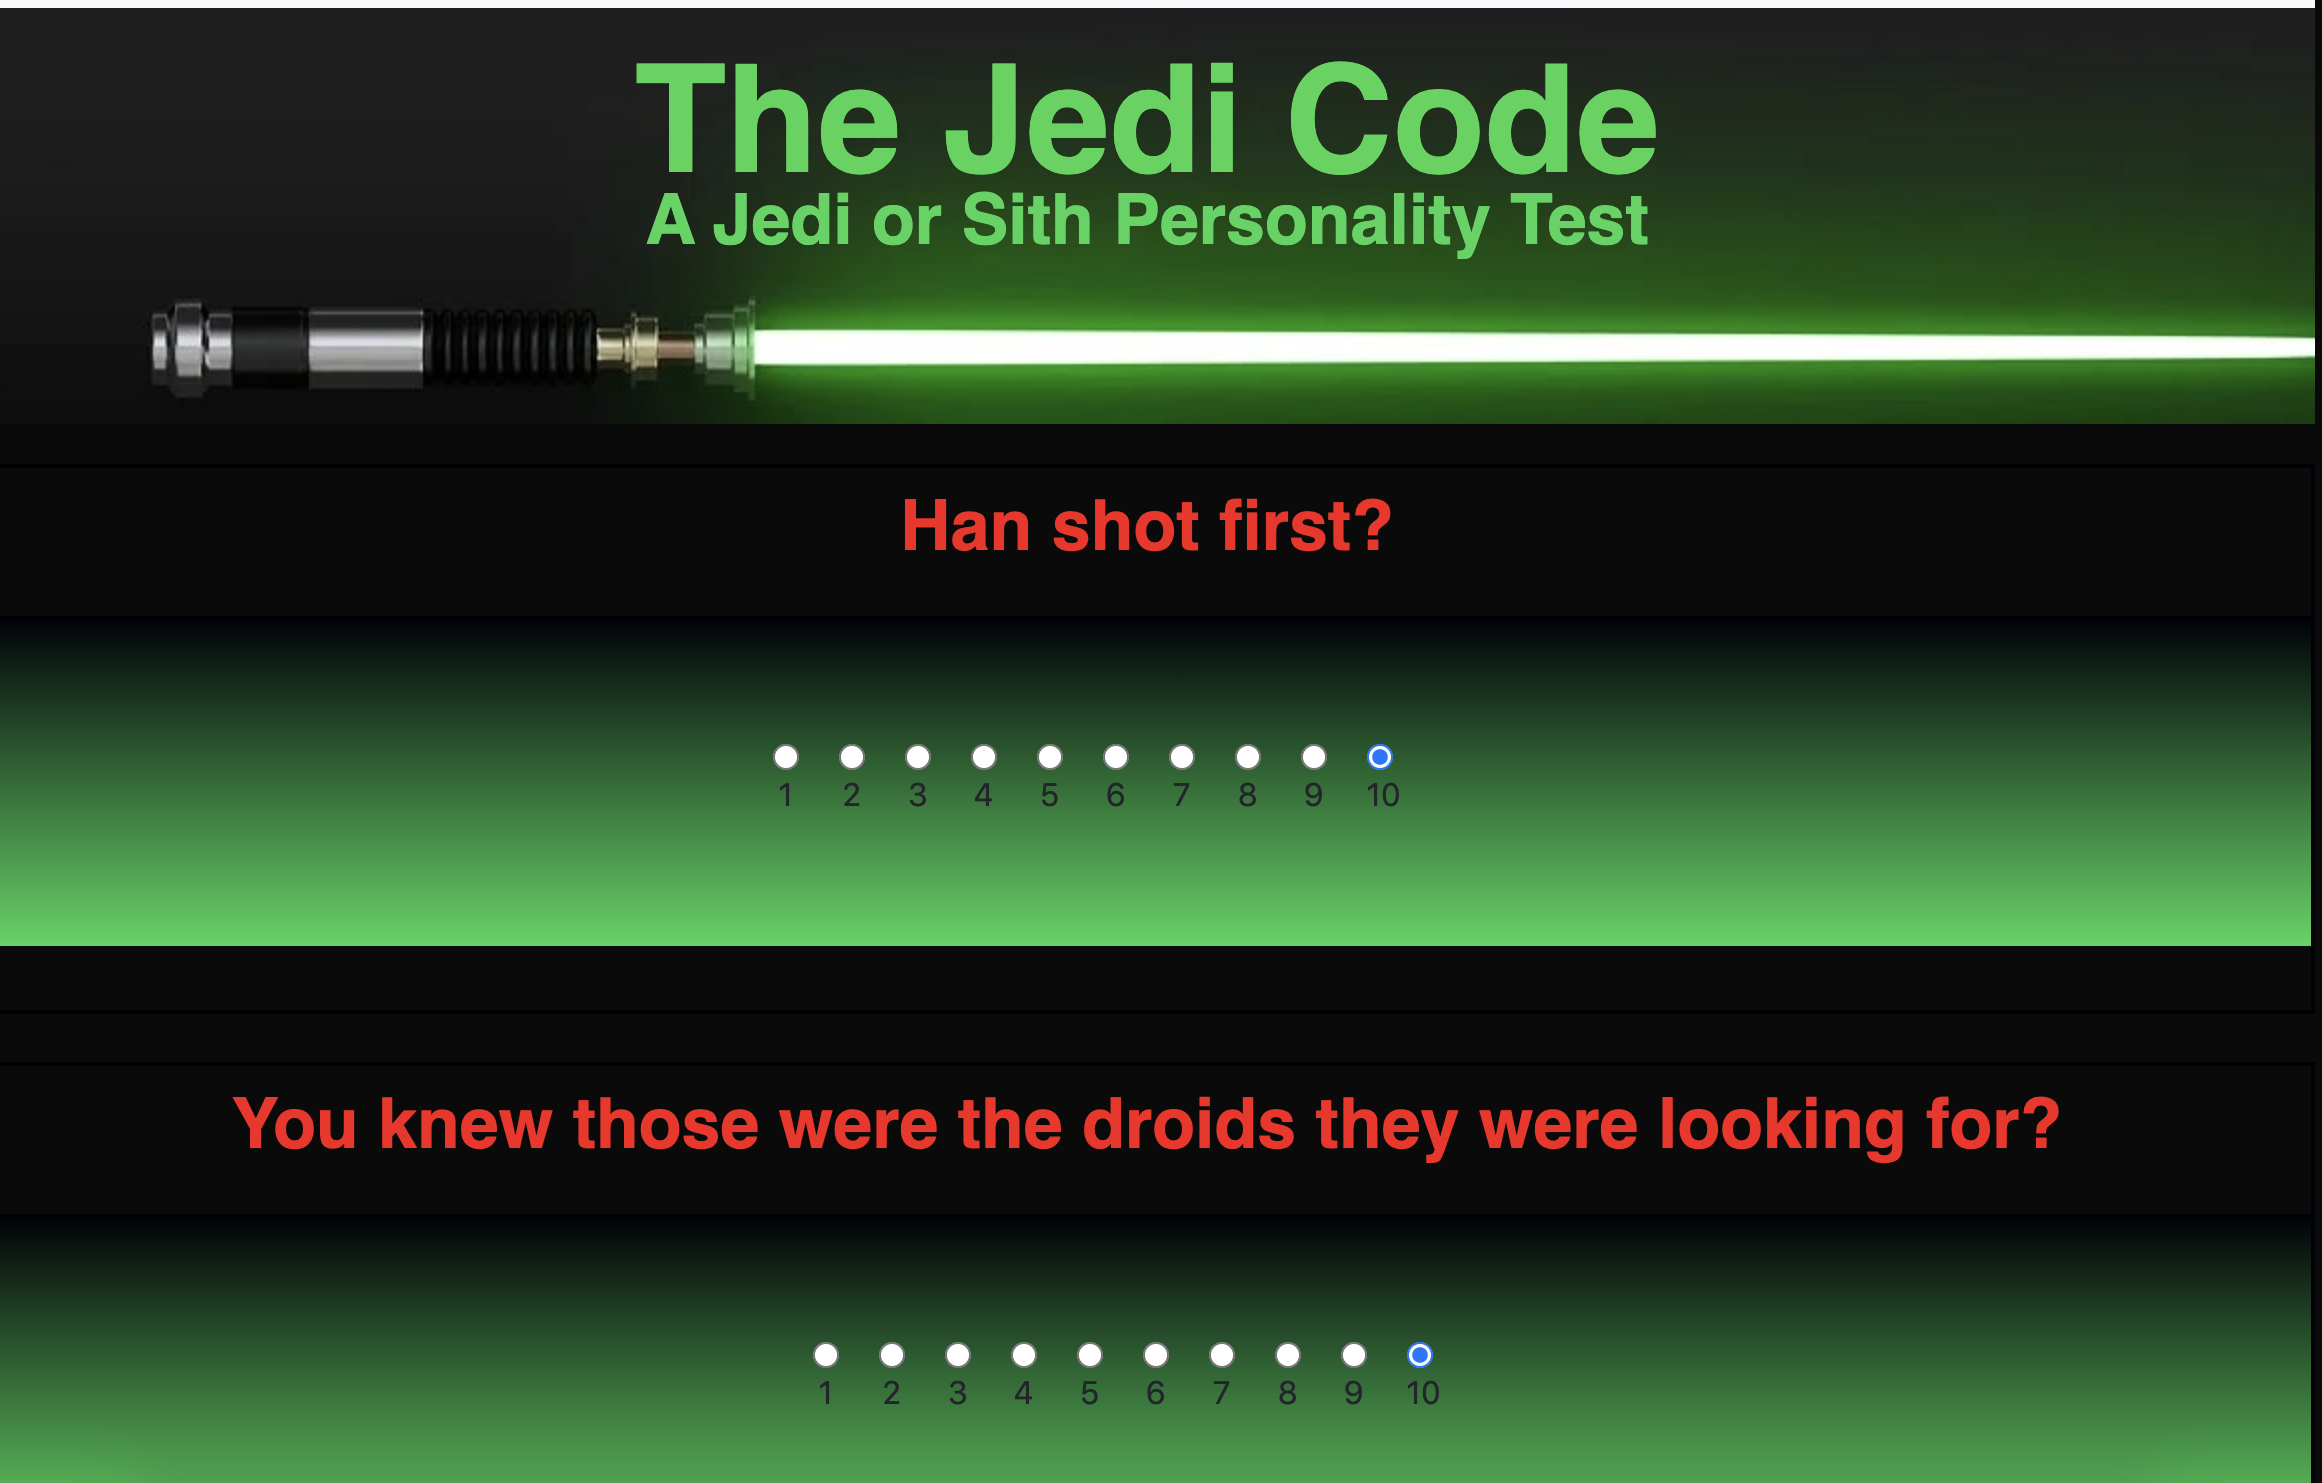 The Jedi Code
A Jedi or Sith Personality Test
Han shot first?
1 2 3 4 5 6 7 8 9 10
You knew those were the droids they were looking for?
1 2 3 4 5 6 7 8 9 10